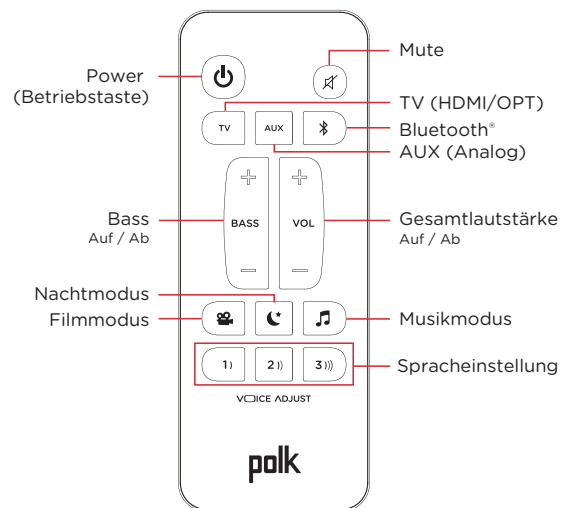 Mute
Power
(Betriebstaste)
TV (HDMI/OPT)
TV
AUX
Bluetooth®
AUX (Analog)
Bass
Auf / Ab
BASS
VOL
Gesamtlautstärke
Auf / Ab
Nachtmodus
Filmmodus
Musikmodus
1)
2))
3)))
Spracheinstellung
VOICE ADJUST
polk